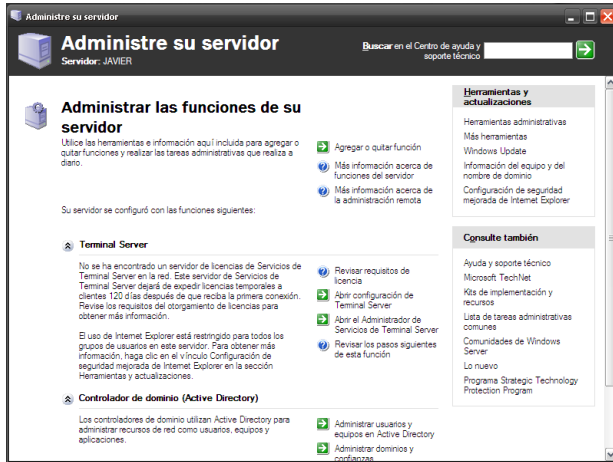 Administre su servidor
Administre su servidor
Servidor: JAVIER
Buscar en el Centro de
ayuda y
soporte técnico
Administrar las funciones de su
servidor
Utilice las herramientas e información aquí incluida para agregar o
quitar funciones y realizar las tareas administrativas que realiza a
diario.
Agregar o quitar función
Más información acerca de
funciones del servidor
Más información acerca de
la administración remota
Su servidor se configuró con las funciones siguientes:
Terminal Server
No se ha encontrado un servidor de licencias de Servicios de
Terminal Server en la red. Este servidor de Servicios de
Terminal Server dejará de expedir licencias temporales a
clientes 120 días después de que reciba la primera conexión.
Revise los requisitos del otorgamiento de licencias para
obtener más información.
El uso de Internet Explorer está restringido para todos los
grupos de usuarios en este servidor. Para obtener más
información, haga clic en el vínculo Configuración de
seguridad mejorada de Internet Explorer en la sección
Herramientas y actualizaciones.
Revisar requisitos de
licencia
Abrir configuración de
Terminal Server
Abrir el Administrador de
Servicios de Terminal Server
Revisar los pasos siguientes
de esta función
Controlador de dominio (Active Directory)
Los controladores de dominio utilizan Active Directory para
administrar recursos de red como usuarios, equipos y
aplicaciones.
Administrar usuarios y
equipos en Active Directory
Administrar dominios y
confianzas
Herramientas y
actualizaciones
Herramientas administrativas
Más herramientas
Windows Update
Información del equipo y del
nombre de dominio
Configuración de seguridad
mejorada de Internet Explorer
Consulte también
Ayuda y soporte técnico
Microsoft TechNet
Kits de implementación y
recursos
Lista de tareas administrativas
comunes
Comunidades de Windows
Server
Lo nuevo
Programa Strategic Technology
Protection Program